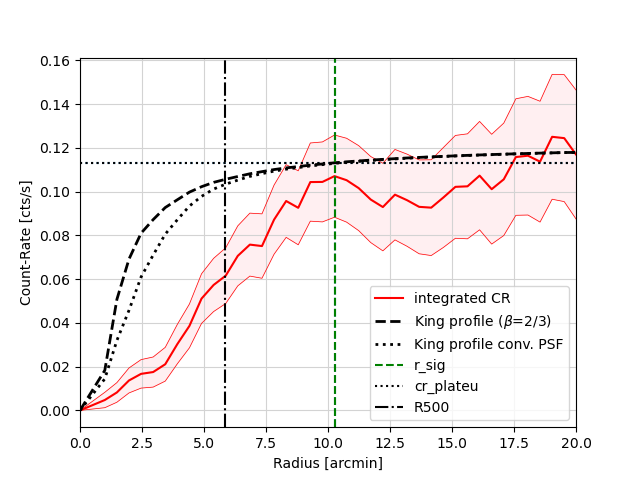 0.16
0.14
0.12
0.10
0.08
0.06
0.04
0.02
0.00
Count-Rate [cts/s]
integrated CR
King profile (β=2/3)
King profile conv. PSF
r_sig
cr_plateu
R500
0.0 2.5 5.0 7.5 10.0 12.5 15.0 17.5 20.0
Radius [arcmin]